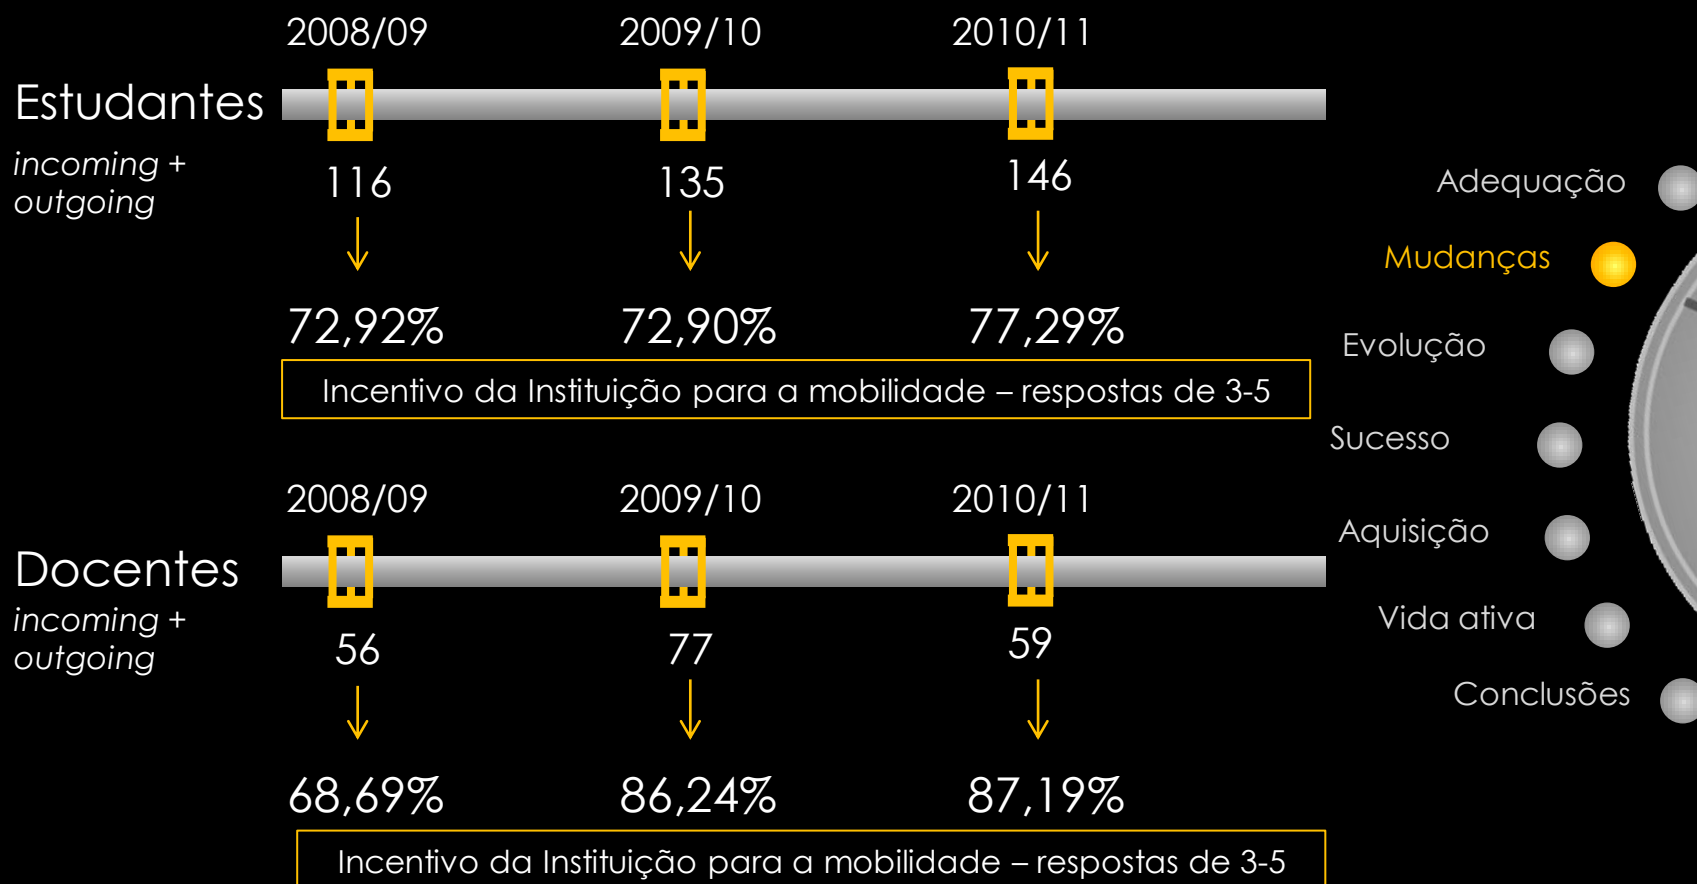 2008/09 2009/10 2010/11
Estudantes
incoming +
outgoing
116 135 146
72,92% 72,90% 77,29%
Incentivo da Instituição para a mobilidade – respostas de 3-5
2008/09 2009/10 2010/11
Docentes
incoming +
outgoing
56 77 59
68,69% 86,24% 87,19%
Incentivo da Instituição para a mobilidade – respostas de 3-5
Adequação
Mudanças
Evolução
Sucesso
Aquisição
Vida ativa
Conclusões